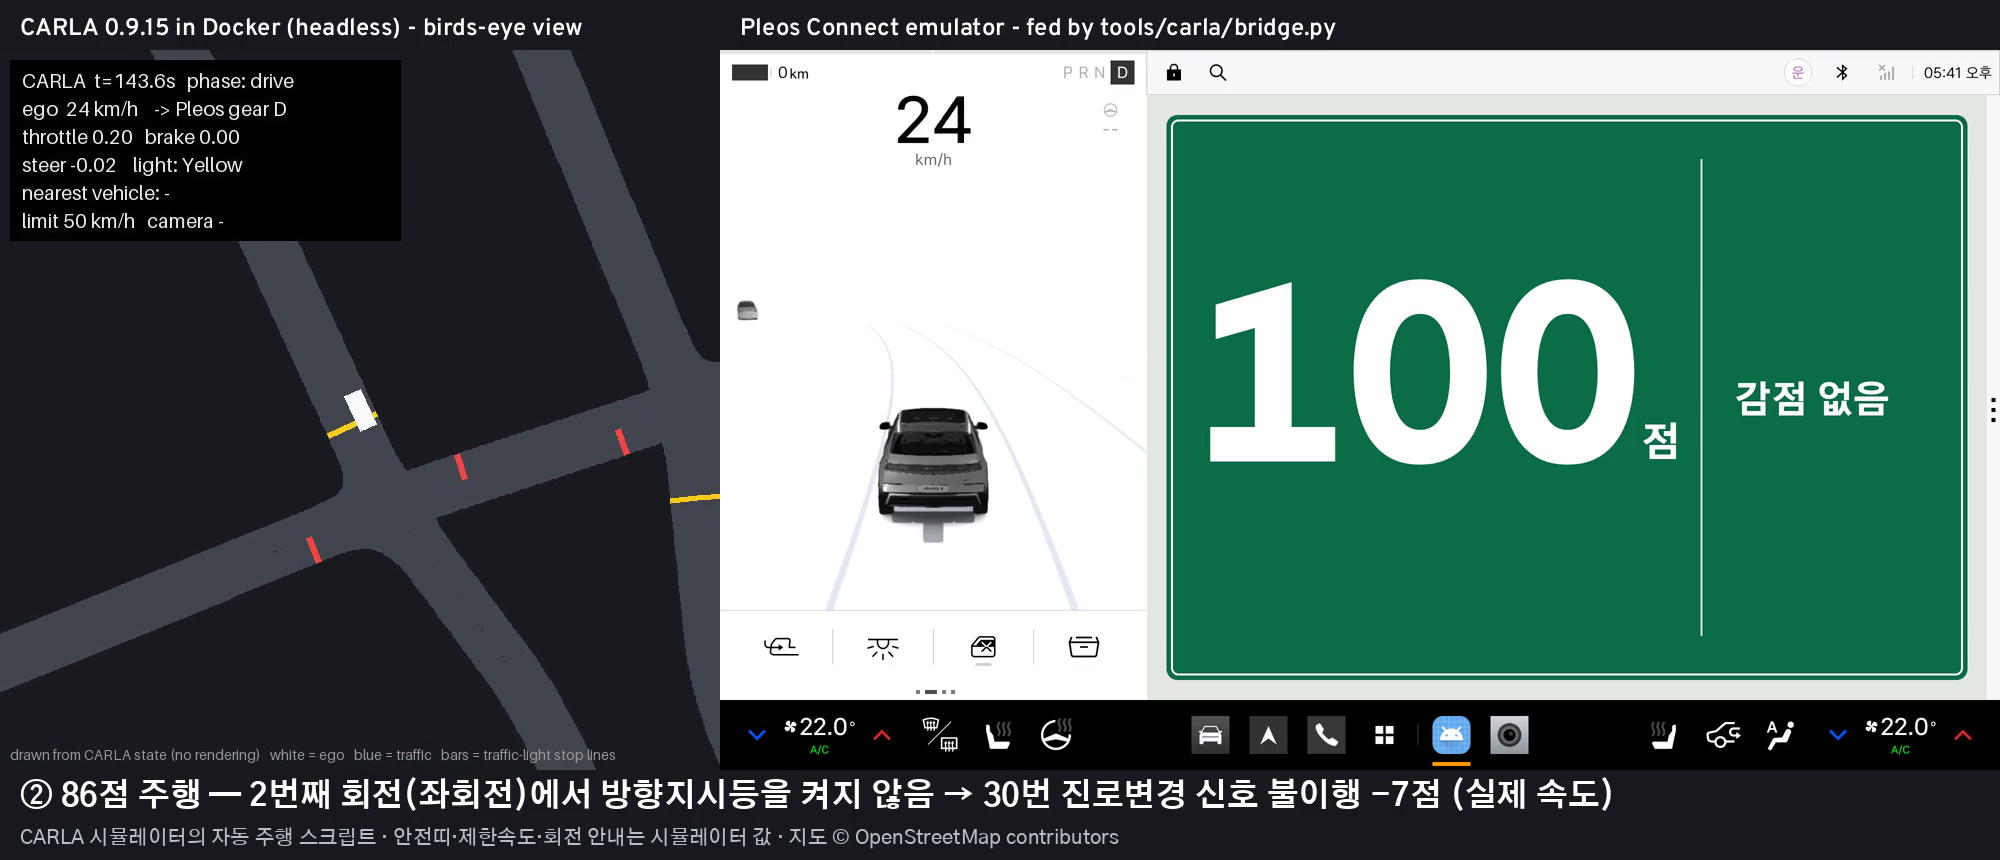 CARLA 0.9.15 in Docker (headless) - birds-eye view
Pleos Connect emulator - fed by tools/carla/bridge.py
CARLA t=143.6s phase: drive
ego 24 km/h -> Pleos gear D
throttle 0.20 brake 0.00
steer -0.02 light: Yellow
nearest vehicle: -
limit 50 km/h camera -
drawn from CARLA state (no rendering) white = ego blue = traffic bars = traffic-light stop lines
0 km
P R N D
24
km/h
--
운
05:41 오후
100점
감점 없음
22.0°
A/C
A
22.0°
A/C
② 86점 주행 — 2번째 회전(좌회전)에서 방향지시등을 켜지 않음 → 30번 진로변경 신호 불이행 −7점 (실제 속도)
CARLA 시뮬레이터의 자동 주행 스크립트 · 안전띠·제한속도·회전 안내는 시뮬레이터 값 · 지도 © OpenStreetMap contributors